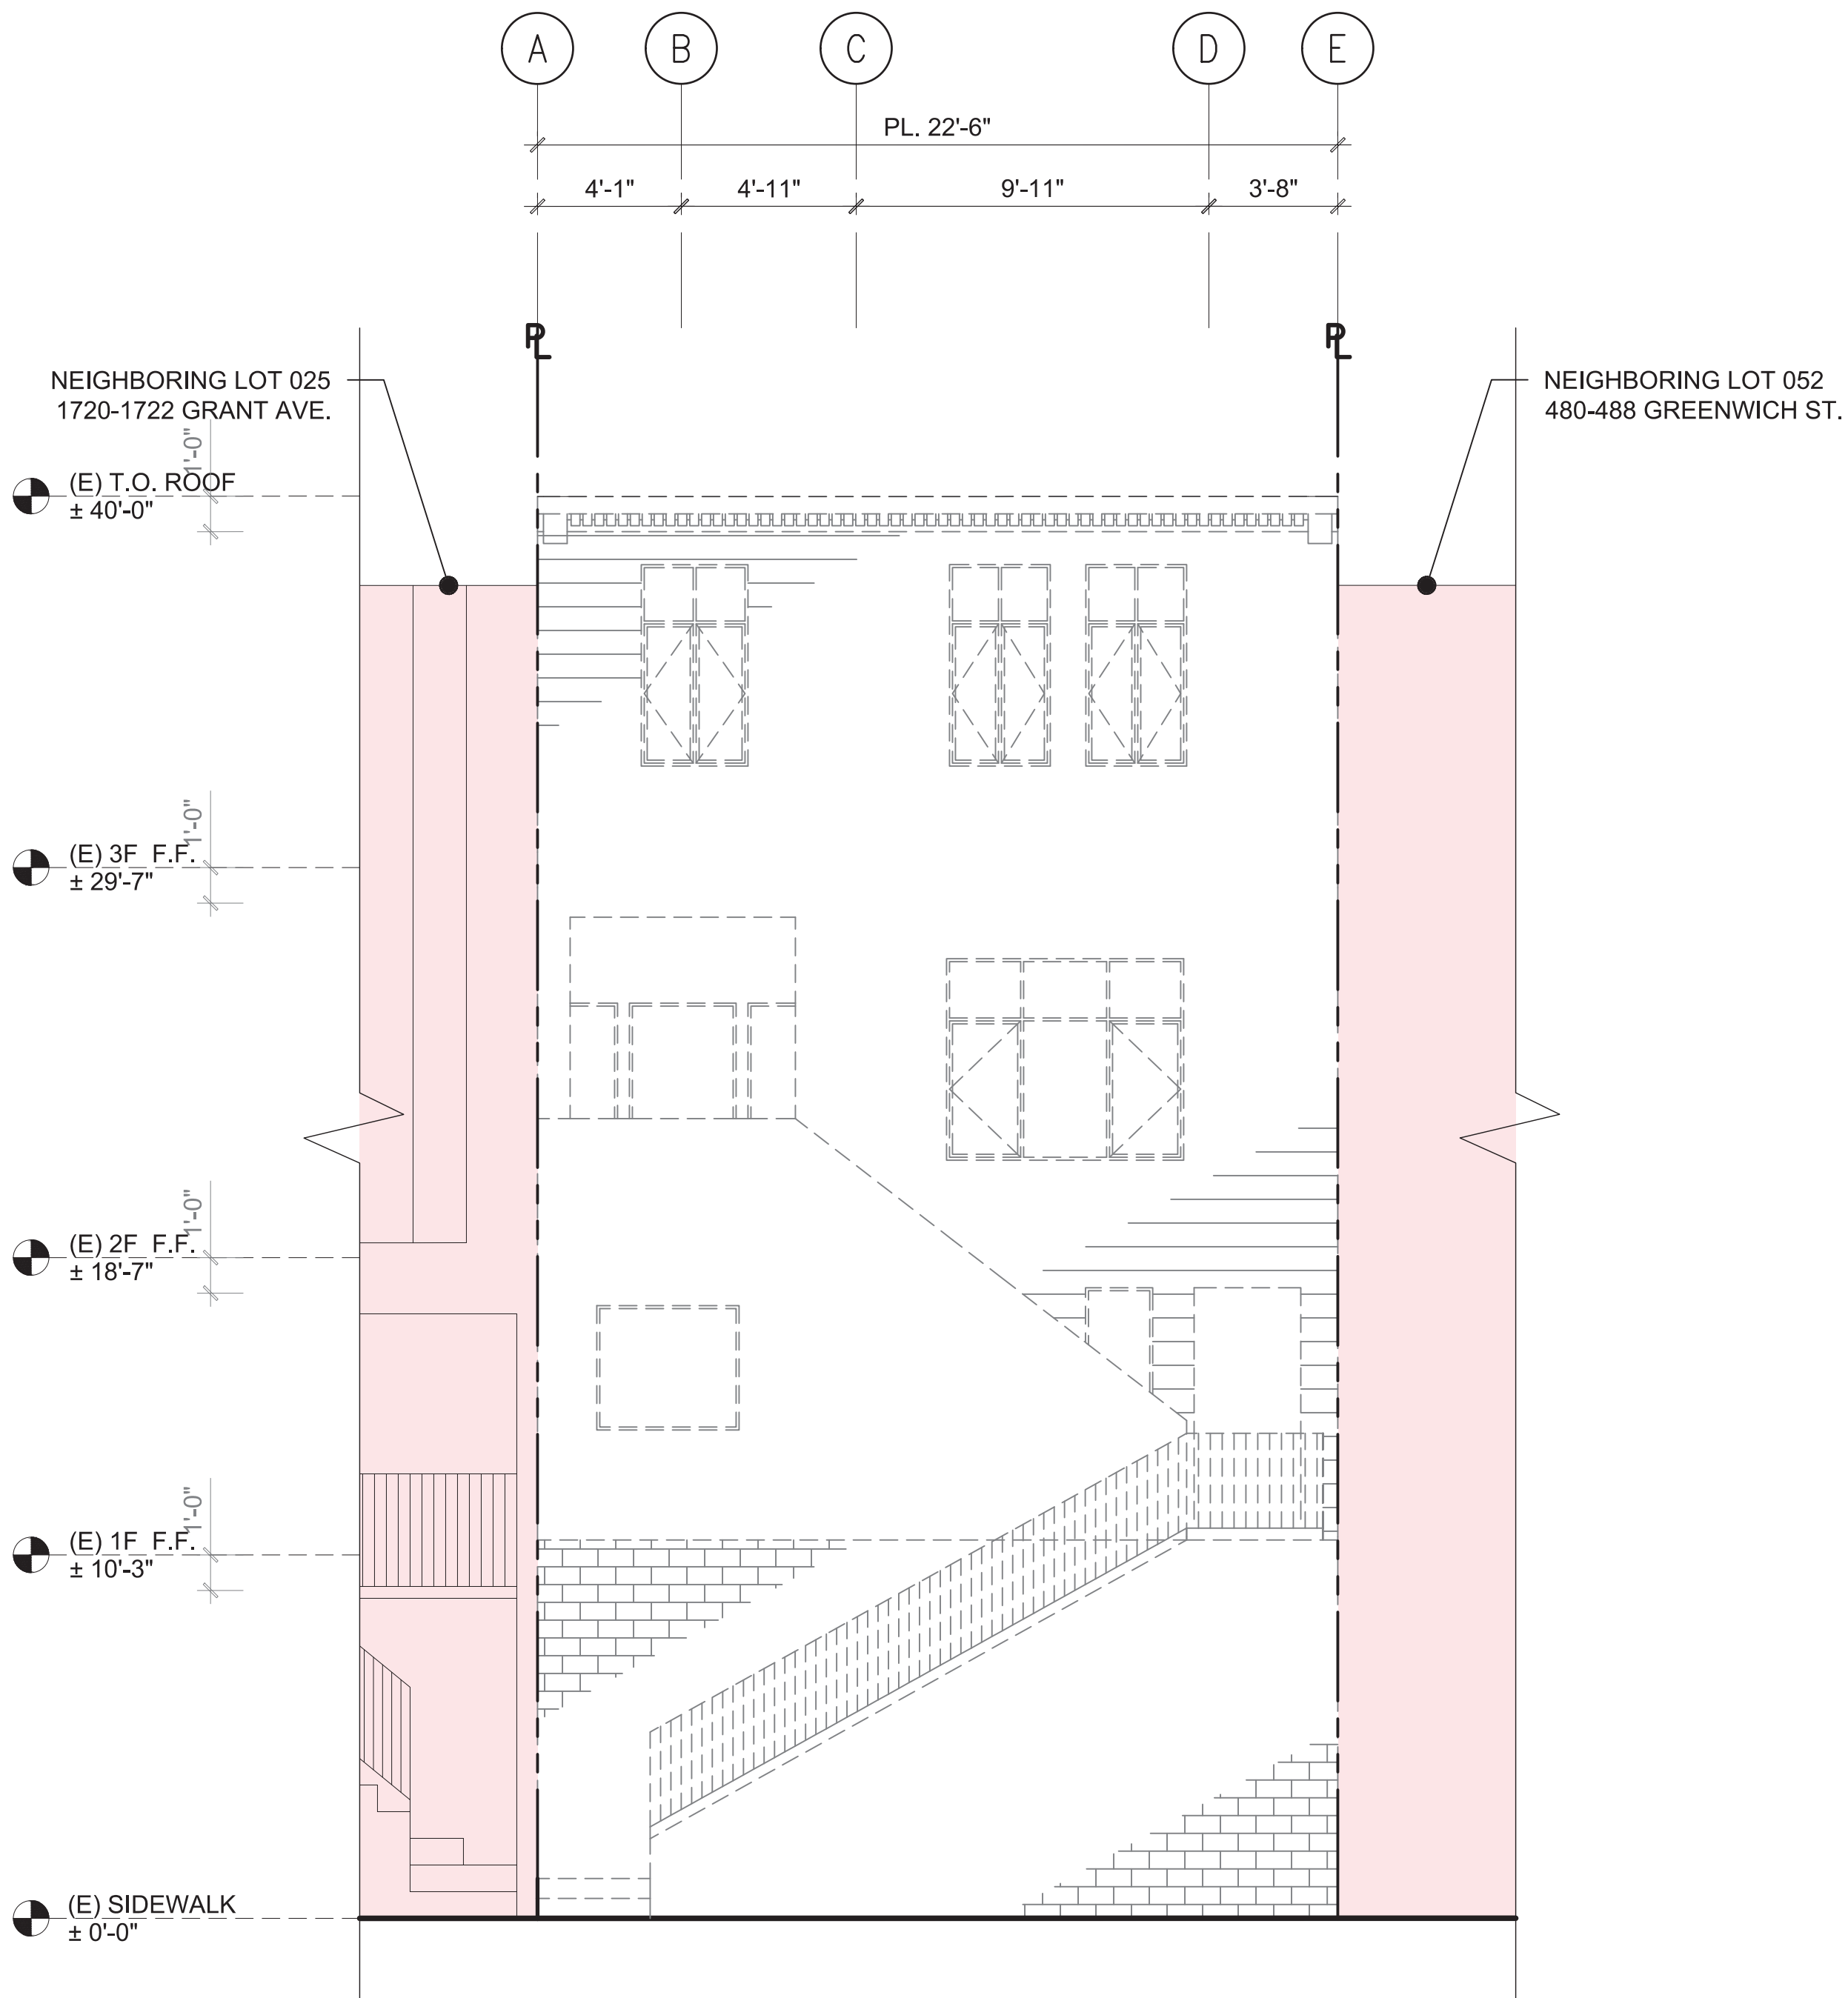 A B C D E
PL. 22'-6"
4'-1" 4'-11" 9'-11" 3'-8"
PL PL
NEIGHBORING LOT 025
1720-1722 GRANT AVE.
NEIGHBORING LOT 052
480-488 GREENWICH ST.
1'-0"
(E) T.O. ROOF
± 40'-0"
1'-0"
(E) 3F F.F.
± 29'-7"
1'-0"
(E) 2F F.F.
± 18'-7"
1'-0"
(E) 1F F.F.
± 10'-3"
(E) SIDEWALK
± 0'-0"